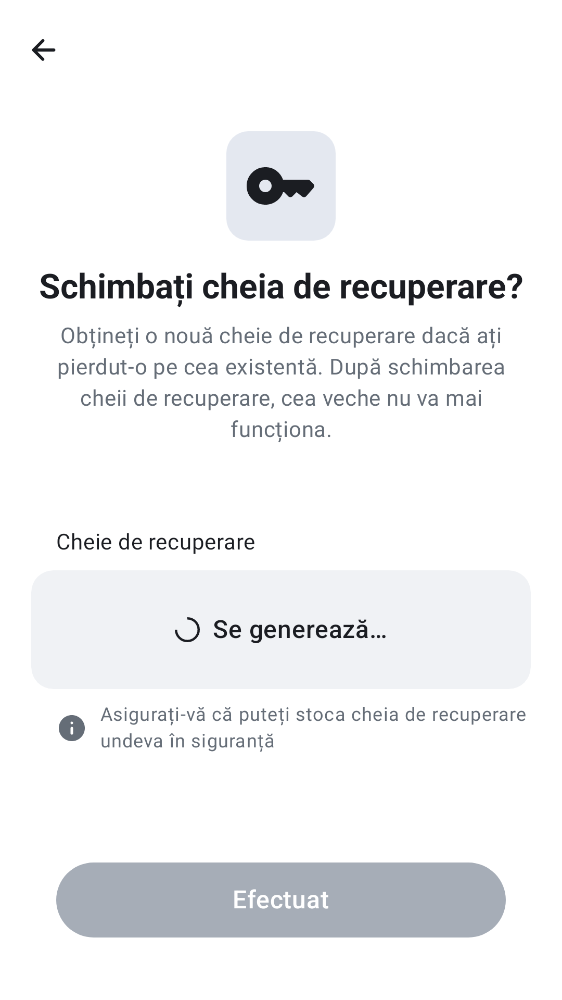 Schimbați cheia de recuperare?
Obțineți o nouă cheie de recuperare dacă ați
pierdut-o pe cea existentă. După schimbarea
cheii de recuperare, cea veche nu va mai
funcționa.
Cheie de recuperare
Se generează…
Asigurați-vă că puteți stoca cheia de recuperare
undeva în siguranță
Efectuat